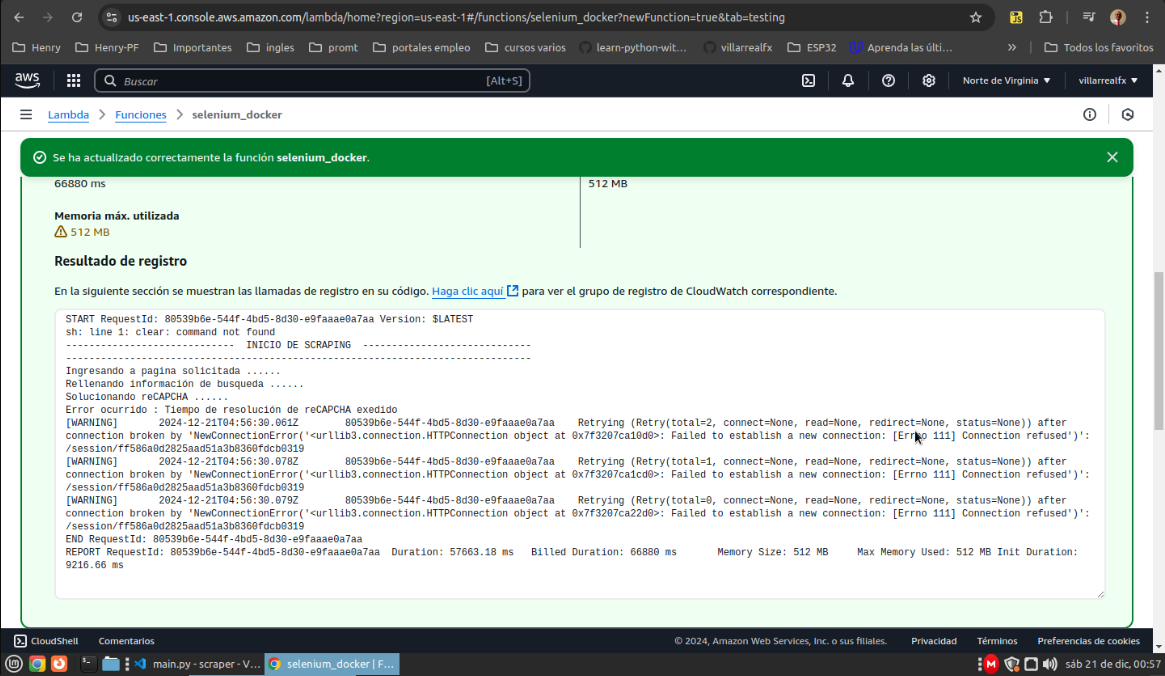 us-east-1.console.aws.amazon.com/lambda/home?region=us-east-1#/functions/selenium_docker?newFunction=true&tab=testing
Henry
Henry-PF
Importantes
ingles
promt
portales empleo
cursos varios
learn-python-wit...
villarrealfx
ESP32
Aprenda las últi...
»
Todos los favoritos
aws
Buscar
[Alt+S]
Norte de Virginia
villarrealfx
Lambda
Funciones
selenium_docker
Se ha actualizado correctamente la función selenium_docker.
66880 ms
512 MB
Memoria máx. utilizada
512 MB
Resultado de registro
En la siguiente sección se muestran las llamadas de registro en su código. Haga clic aquí para ver el grupo de registro de CloudWatch correspondiente.
START RequestId: 80539b6e-544f-4bd5-8d30-e9faaae0a7aa Version: $LATEST
sh: line 1: clear: command not found
----------------------------- INICIO DE SCRAPING -----------------------------
--------------------------------------------------------------------------------
Ingresando a pagina solicitada ......
Rellenando información de busqueda ......
Solucionando reCAPCHA ......
Error ocurrido : Tiempo de resolución de reCAPCHA exedido
[WARNING] 2024-12-21T04:56:30.061Z 80539b6e-544f-4bd5-8d30-e9faaae0a7aa Retrying (Retry(total=2, connect=None, read=None, redirect=None, status=None)) after
connection broken by 'NewConnectionError('<urllib3.connection.HTTPConnection object at 0x7f3207ca10d0>: Failed to establish a new connection: [Errno 111] Connection refused')':
/session/ff586a0d2825aad51a3b8360fdcb0319
[WARNING] 2024-12-21T04:56:30.078Z 80539b6e-544f-4bd5-8d30-e9faaae0a7aa Retrying (Retry(total=1, connect=None, read=None, redirect=None, status=None)) after
connection broken by 'NewConnectionError('<urllib3.connection.HTTPConnection object at 0x7f3207ca1cd0>: Failed to establish a new connection: [Errno 111] Connection refused')':
/session/ff586a0d2825aad51a3b8360fdcb0319
[WARNING] 2024-12-21T04:56:30.079Z 80539b6e-544f-4bd5-8d30-e9faaae0a7aa Retrying (Retry(total=0, connect=None, read=None, redirect=None, status=None)) after
connection broken by 'NewConnectionError('<urllib3.connection.HTTPConnection object at 0x7f3207ca22d0>: Failed to establish a new connection: [Errno 111] Connection refused')':
/session/ff586a0d2825aad51a3b8360fdcb0319
END RequestId: 80539b6e-544f-4bd5-8d30-e9faaae0a7aa
REPORT RequestId: 80539b6e-544f-4bd5-8d30-e9faaae0a7aa Duration: 57663.18 ms Billed Duration: 66880 ms Memory Size: 512 MB Max Memory Used: 512 MB Init Duration:
9216.66 ms
CloudShell
Comentarios
© 2024, Amazon Web Services, Inc. o sus filiales.
Privacidad
Términos
Preferencias de cookies
main.py - scraper - V...
selenium_docker | F...
sáb 21 de dic, 00:57